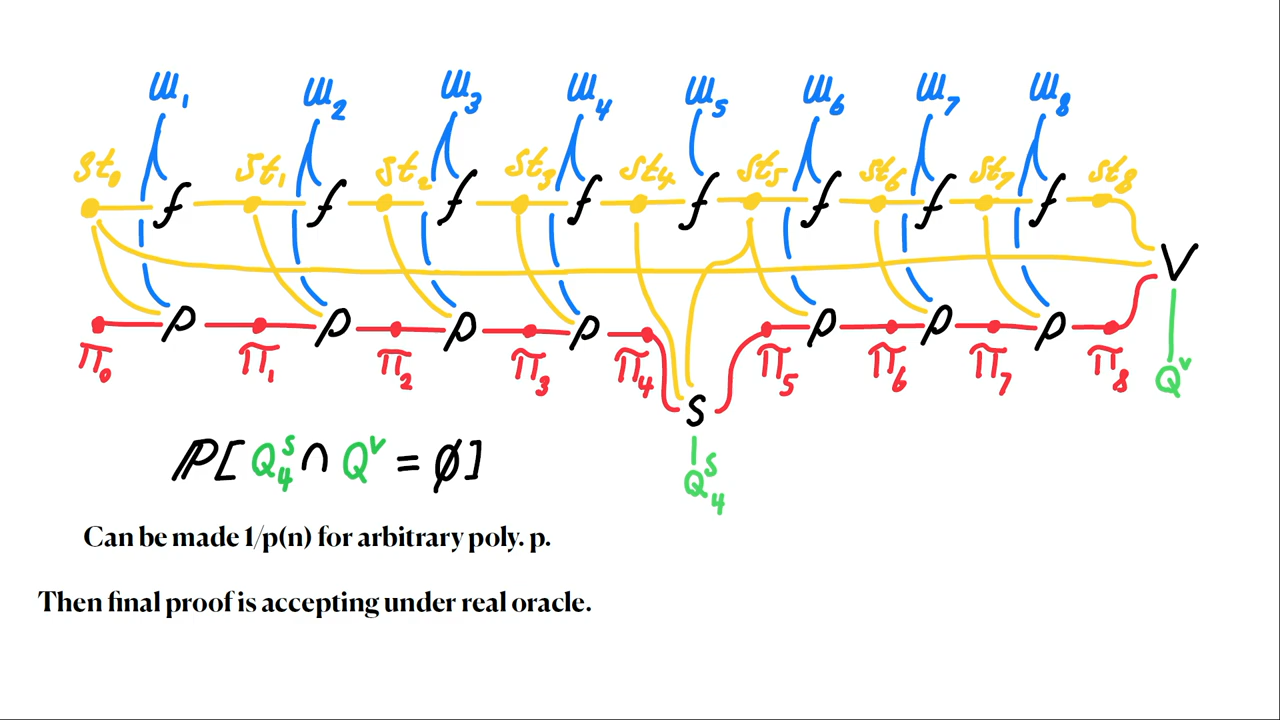 w₁ w₂ w₃ w₄ w₅ w₆ w₇ w₈
st₀ st₁ st₂ st₃ st₄ st₅ st₆ st₇ st₈
f f f f f f f f
V
P P P P P P P
π₀ π₁ π₂ π₃ π₄ π₅ π₆ π₇ π₈
Qᵛ
S
ℙ[Q₄ˢ ∩ Qᵛ = ∅]
Q₄ˢ
Can be made 1/p(n) for arbitrary poly. p.
Then final proof is accepting under real oracle.